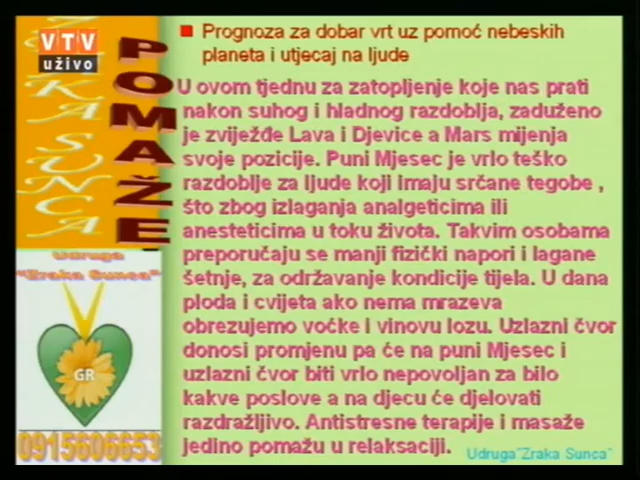 VTV
uživo
ZRAKA SUNCA
POMAŽE
Udruga
"Zraka Sunca"
GR
0915606653
Prognoza za dobar vrt uz pomoć nebeskih
planeta i utjecaj na ljude
U ovom tjednu za zatopljenje koje nas prati
nakon suhog i hladnog razdoblja, zaduženo
je zviježđe Lava i Djevice a Mars mijenja
svoje pozicije. Puni Mjesec je vrlo teško
razdoblje za ljude koji imaju srčane tegobe ,
što zbog izlaganja analgeticima ili
anesteticima u toku života. Takvim osobama
preporučaju se manji fizički napori i lagane
šetnje, za održavanje kondicije tijela. U dana
ploda i cvijeta ako nema mrazeva
obrezujemo voćke i vinovu lozu. Uzlazni čvor
donosi promjenu pa će na puni Mjesec i
uzlazni čvor biti vrlo nepovoljan za bilo
kakve poslove a na djecu će djelovati
razdražljivo. Antistresne terapije i masaže
jedino pomažu u relaksaciji.
Udruga"Zraka Sunca"